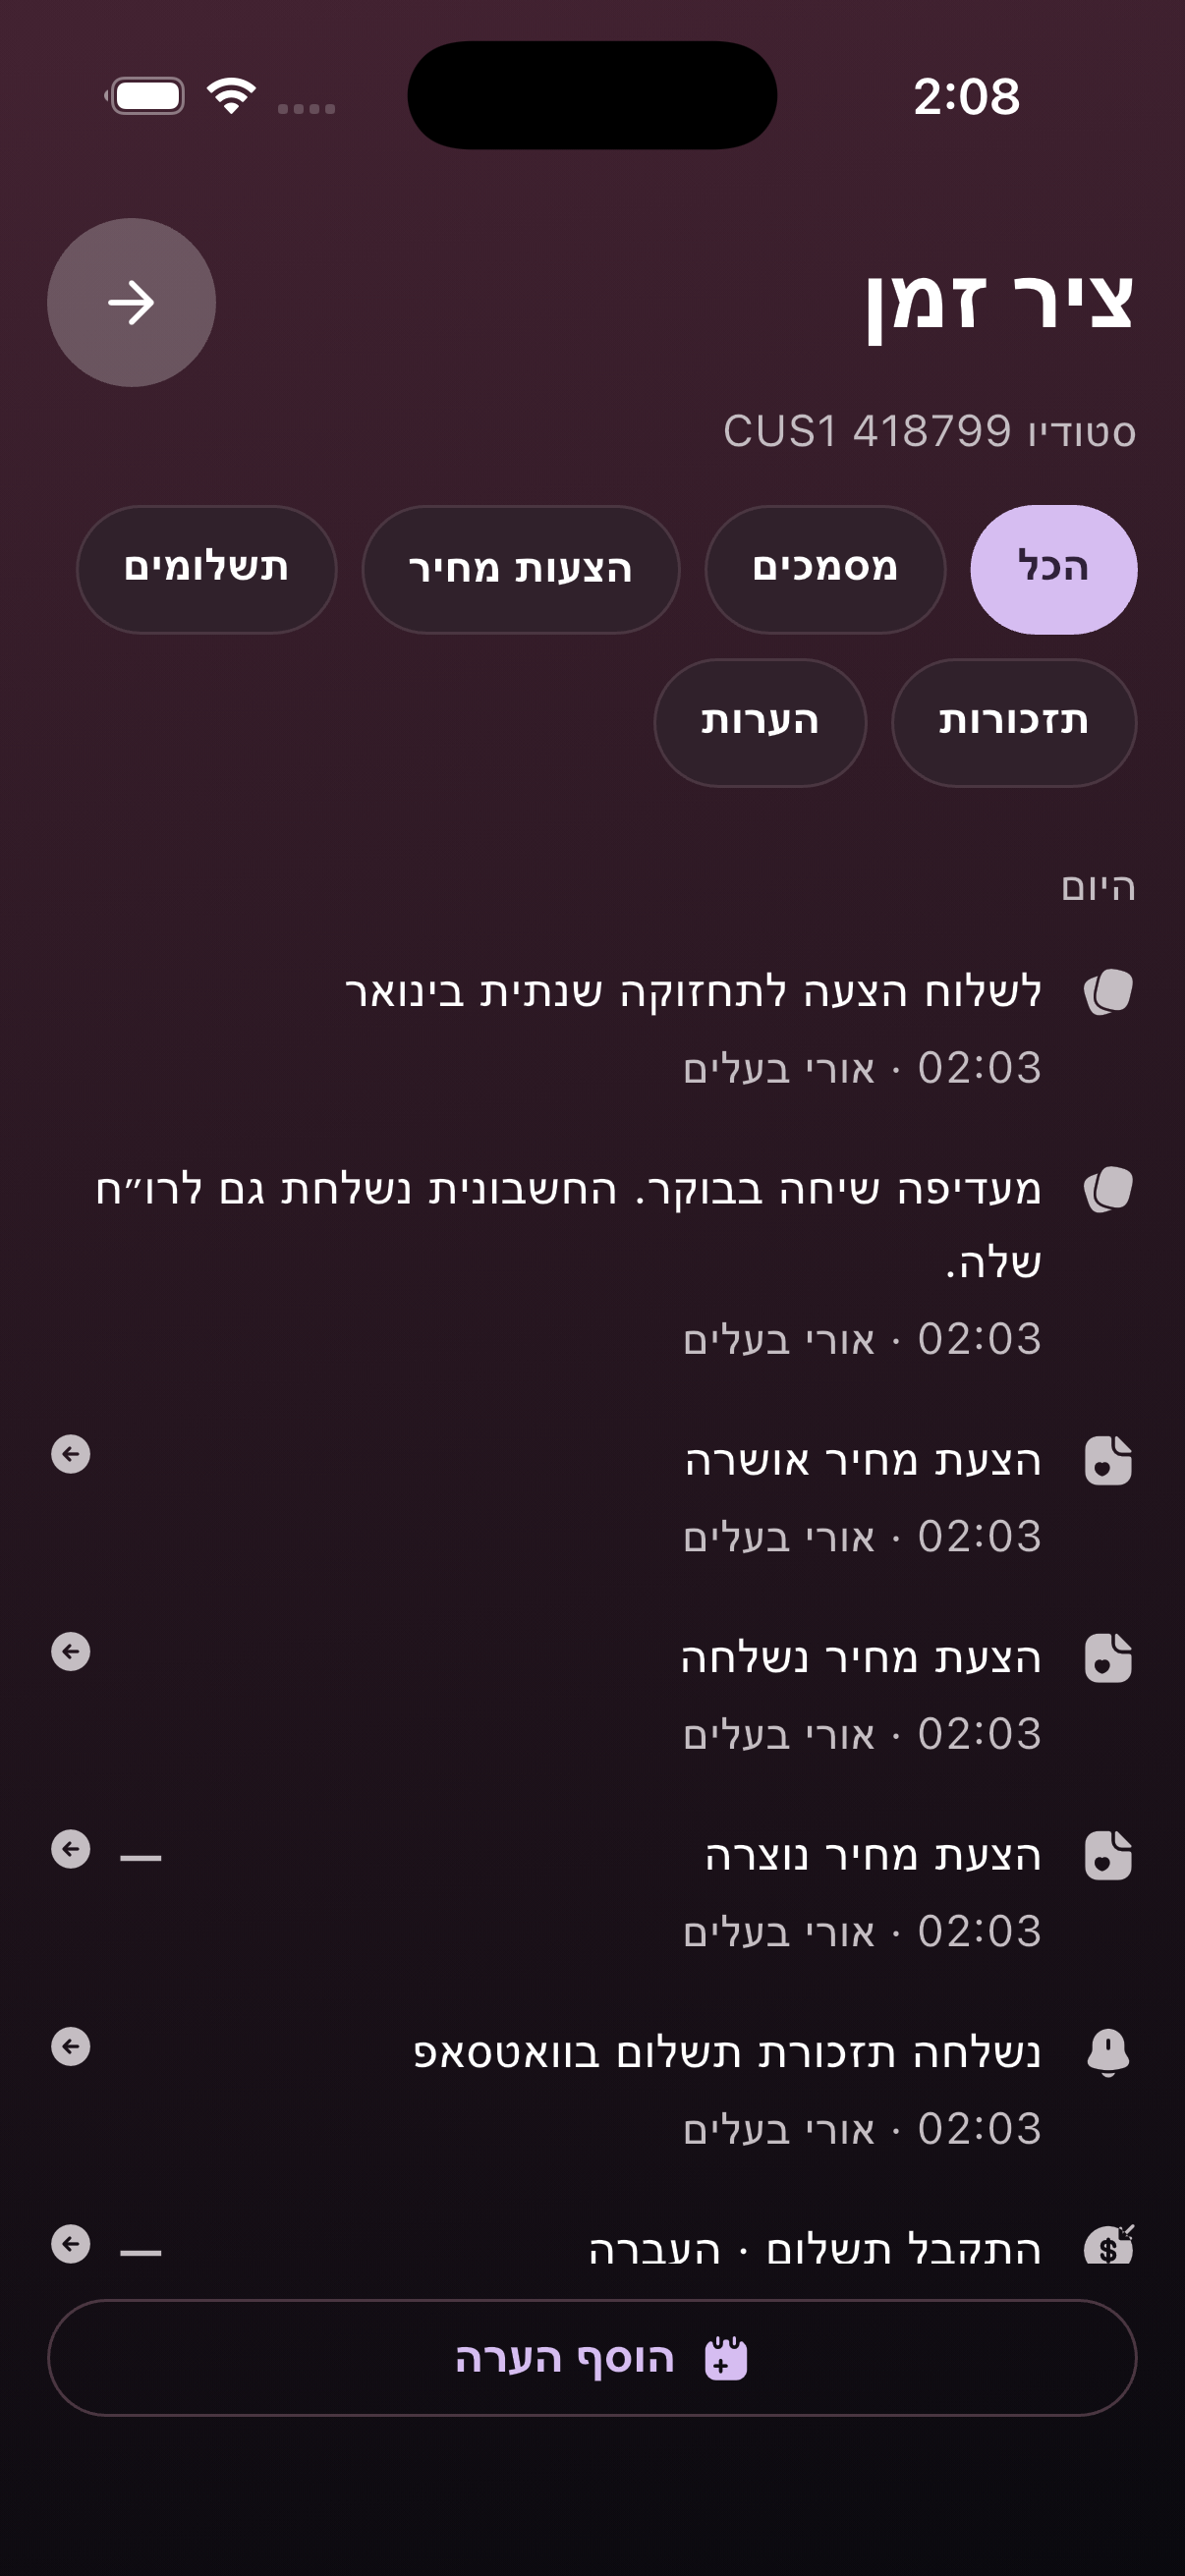 2:08
ציר זמן
סטודיו CUS1 418799
הכל
מסמכים
הצעות מחיר
תשלומים
תזכורות
הערות
היום
לשלוח הצעה לתחזוקה שנתית בינואר
02:03 · אורי בעלים
מעדיפה שיחה בבוקר. החשבונית נשלחת גם לרו״ח
שלה.
02:03 · אורי בעלים
הצעת מחיר אושרה
02:03 · אורי בעלים
הצעת מחיר נשלחה
02:03 · אורי בעלים
הצעת מחיר נוצרה —
02:03 · אורי בעלים
נשלחה תזכורת תשלום בוואטסאפ
02:03 · אורי בעלים
התקבל תשלום · העברה —
הוסף הערה